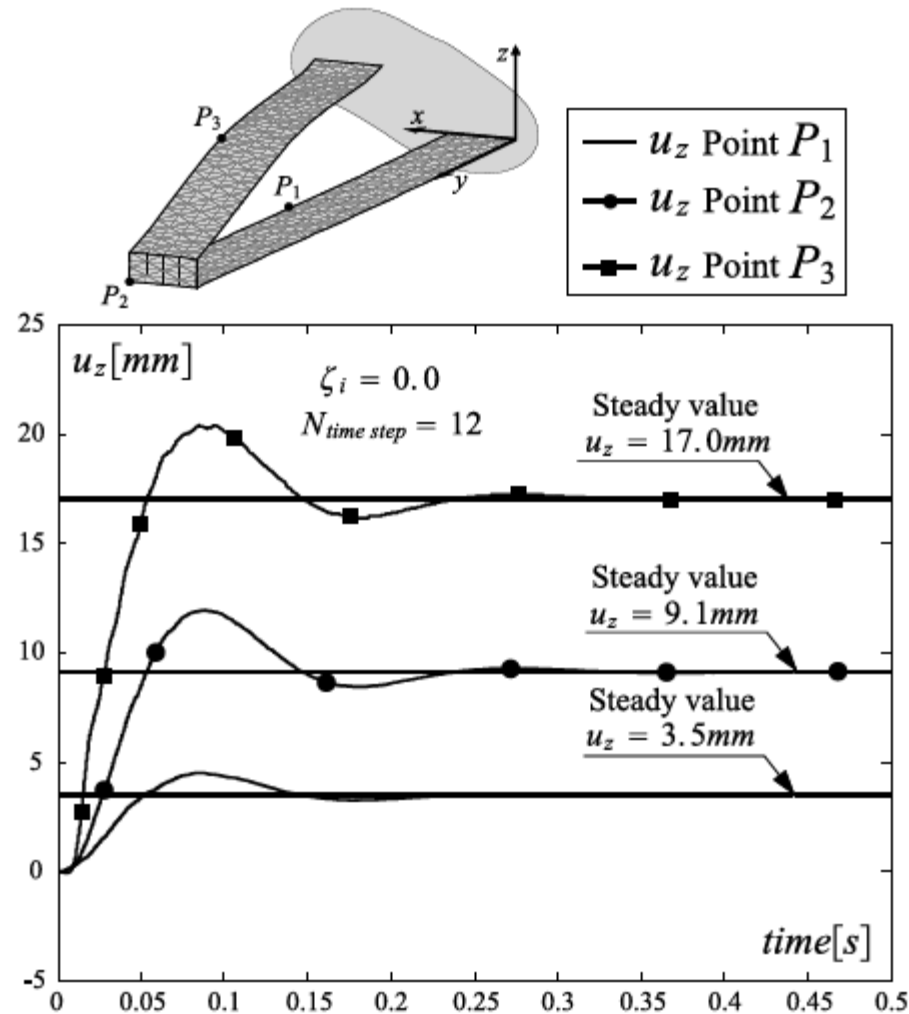 z
x
y
P₃
P₁
P₂
u_z Point P₁
u_z Point P₂
u_z Point P₃
u_z[mm]
ζ_i = 0.0
N_time step = 12
Steady value
u_z = 17.0mm
Steady value
u_z = 9.1mm
Steady value
u_z = 3.5mm
time[s]
25
20
15
10
5
0
-5
0 0.05 0.1 0.15 0.2 0.25 0.3 0.35 0.4 0.45 0.5